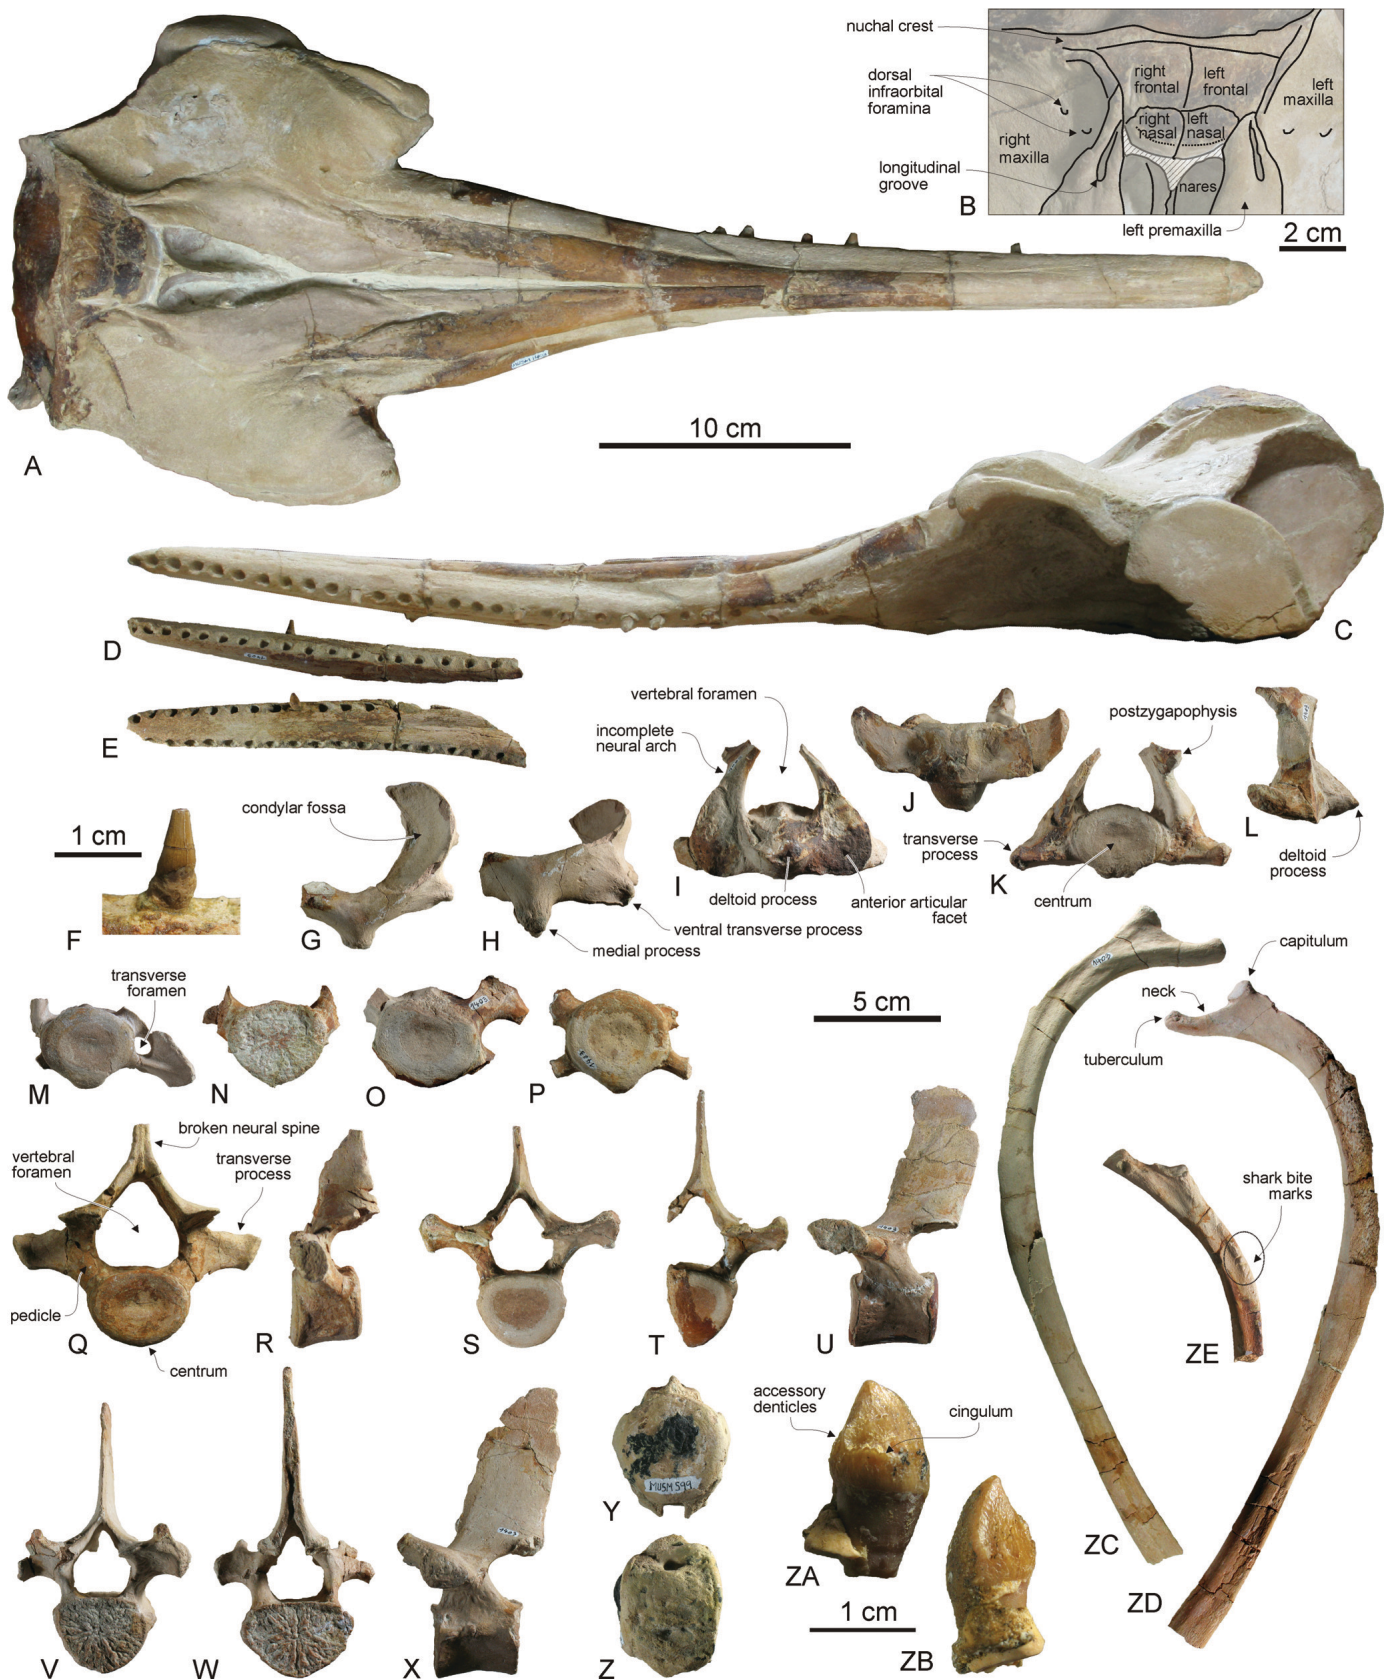 nuchal crest
dorsal
infraorbital
foramina
right
frontal
left
frontal
left
maxilla
right
nasal
left
nasal
right
maxilla
longitudinal
groove
nares
B
left premaxilla
2 cm
A
10 cm
C
D
E
vertebral foramen
incomplete
neural arch
postzygapophysis
J
L
condylar fossa
1 cm
transverse
process
deltoid
process
I
K
deltoid process
anterior articular
facet
centrum
F
G
H
ventral transverse process
medial process
capitulum
transverse
foramen
neck
5 cm
tuberculum
M
N
O
P
broken neural spine
vertebral
foramen
transverse
process
shark bite
marks
pedicle
Q
R
S
T
U
centrum
ZE
accessory
denticles
cingulum
MUSM 599
Y
ZA
ZC
ZD
1 cm
V
W
X
Z
ZB